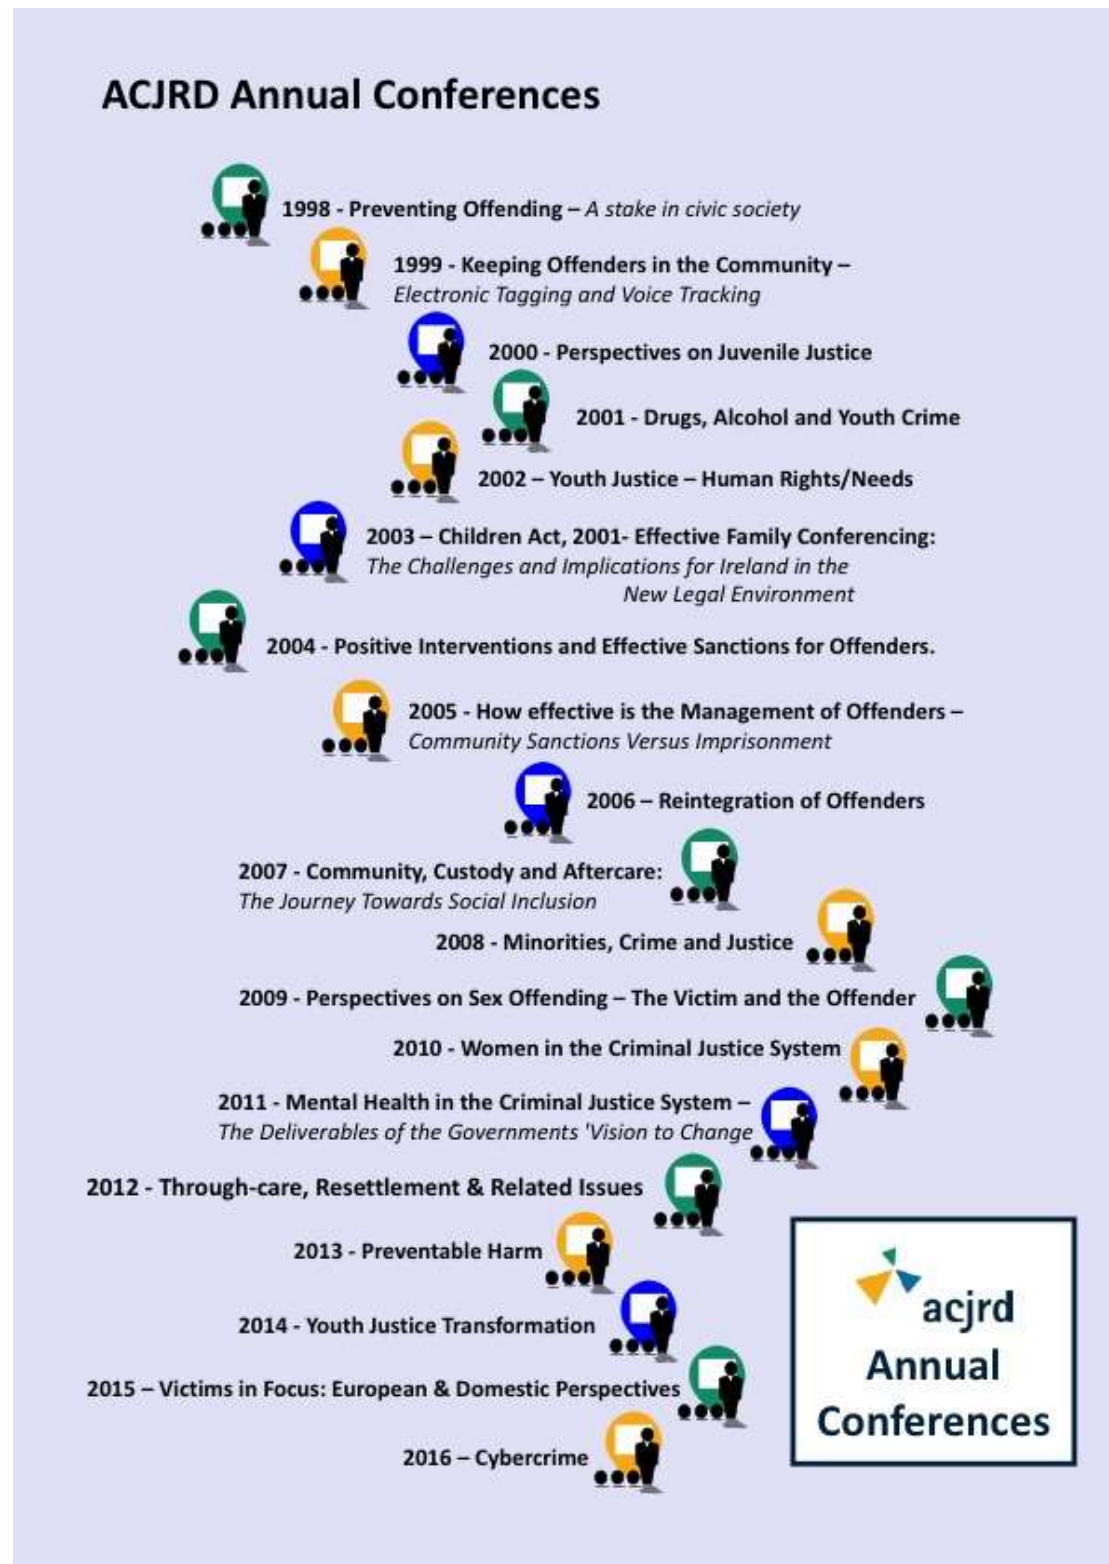 ACJRD Annual Conferences
1998 - Preventing Offending – A stake in civic society
1999 - Keeping Offenders in the Community –
Electronic Tagging and Voice Tracking
2000 - Perspectives on Juvenile Justice
2001 - Drugs, Alcohol and Youth Crime
2002 – Youth Justice – Human Rights/Needs
2003 – Children Act, 2001- Effective Family Conferencing:
The Challenges and Implications for Ireland in the
New Legal Environment
2004 - Positive Interventions and Effective Sanctions for Offenders.
2005 - How effective is the Management of Offenders –
Community Sanctions Versus Imprisonment
2006 – Reintegration of Offenders
2007 - Community, Custody and Aftercare:
The Journey Towards Social Inclusion
2008 - Minorities, Crime and Justice
2009 - Perspectives on Sex Offending – The Victim and the Offender
2010 - Women in the Criminal Justice System
2011 - Mental Health in the Criminal Justice System –
The Deliverables of the Governments 'Vision to Change
2012 - Through-care, Resettlement & Related Issues
2013 - Preventable Harm
2014 - Youth Justice Transformation
2015 – Victims in Focus: European & Domestic Perspectives
2016 – Cybercrime
acjrd
Annual
Conferences